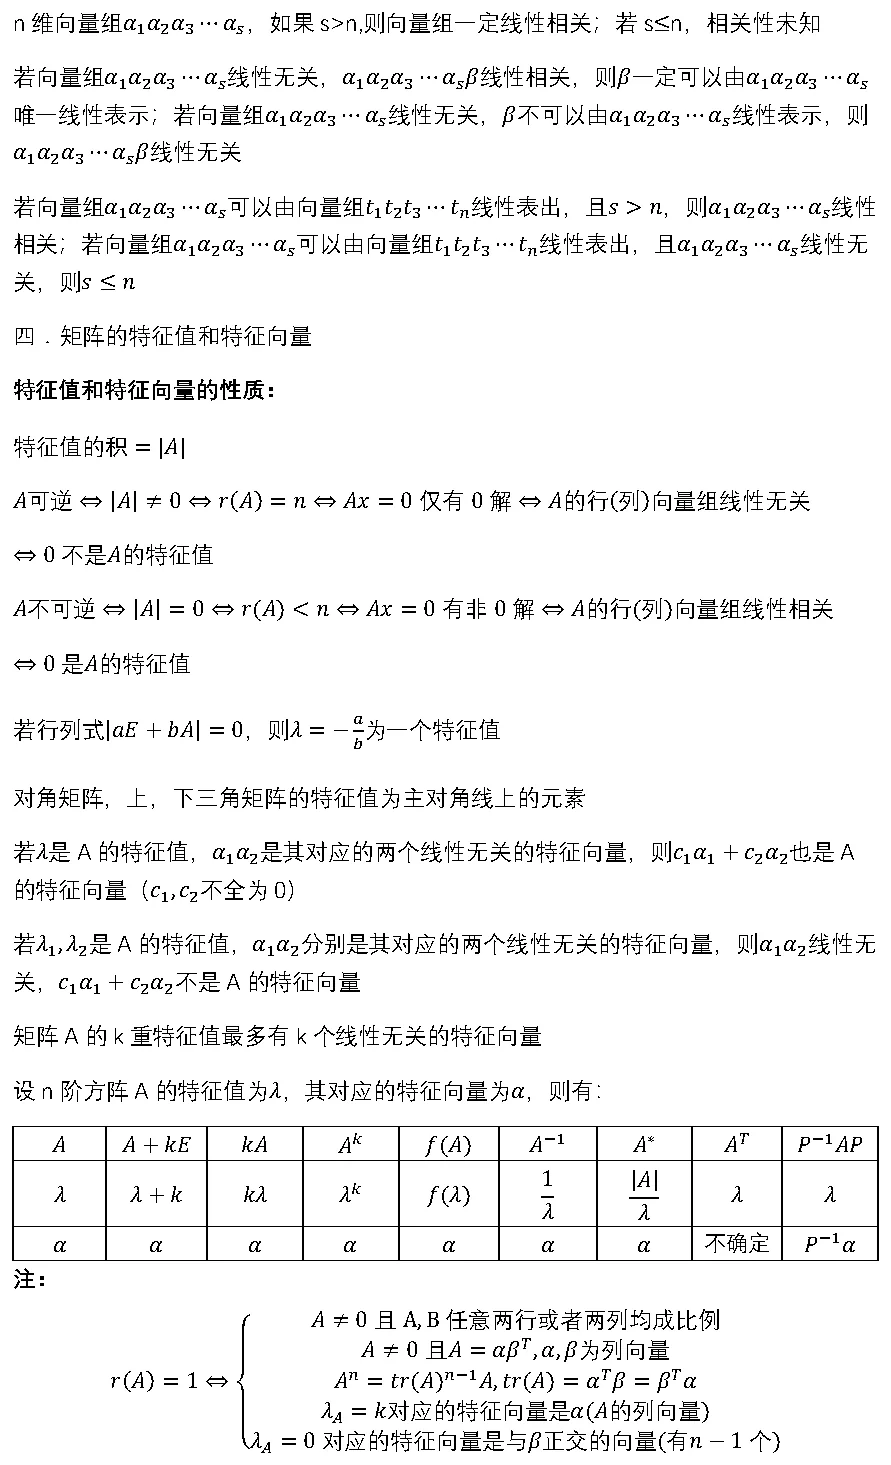 n 维向量组α₁α₂α₃⋯αₛ，如果 s>n,则向量组一定线性相关；若 s≤n，相关性未知
若向量组α₁α₂α₃⋯αₛ线性无关，α₁α₂α₃⋯αₛβ线性相关，则β一定可以由α₁α₂α₃⋯αₛ
唯一线性表示；若向量组α₁α₂α₃⋯αₛ线性无关，β不可以由α₁α₂α₃⋯αₛ线性表示，则
α₁α₂α₃⋯αₛβ线性无关
若向量组α₁α₂α₃⋯αₛ可以由向量组t₁t₂t₃⋯tₙ线性表出，且s > n，则α₁α₂α₃⋯αₛ线性
相关；若向量组α₁α₂α₃⋯αₛ可以由向量组t₁t₂t₃⋯tₙ线性表出，且α₁α₂α₃⋯αₛ线性无
关，则s ≤ n
四．矩阵的特征值和特征向量
特征值和特征向量的性质：
特征值的积 = |A|
A可逆 ⇔ |A| ≠ 0 ⇔ r(A) = n ⇔ Ax = 0 仅有 0 解 ⇔ A的行(列)向量组线性无关
⇔ 0 不是A的特征值
A不可逆 ⇔ |A| = 0 ⇔ r(A) < n ⇔ Ax = 0 有非 0 解 ⇔ A的行(列)向量组线性相关
⇔ 0 是A的特征值
若行列式|aE + bA| = 0，则λ = −a/b为一个特征值
对角矩阵，上，下三角矩阵的特征值为主对角线上的元素
若λ是 A 的特征值，α₁α₂是其对应的两个线性无关的特征向量，则c₁α₁ + c₂α₂也是 A
的特征向量（c₁,c₂不全为 0）
若λ₁,λ₂是 A 的特征值，α₁α₂分别是其对应的两个线性无关的特征向量，则α₁α₂线性无
关，c₁α₁ + c₂α₂不是 A 的特征向量
矩阵 A 的 k 重特征值最多有 k 个线性无关的特征向量
设 n 阶方阵 A 的特征值为λ，其对应的特征向量为α，则有：
A A + kE kA Aᵏ f(A) A⁻¹ A* Aᵀ P⁻¹AP
λ λ + k kλ λᵏ f(λ) 1/λ |A|/λ λ λ
α α α α α α α 不确定 P⁻¹α
注：
A ≠ 0 且 A, B 任意两行或者两列均成比例
A ≠ 0 且A = αβᵀ, α, β为列向量
r(A) = 1 ⇔ { Aⁿ = tr(A)ⁿ⁻¹A, tr(A) = αᵀβ = βᵀα
λ_A = k对应的特征向量是α(A的列向量)
λ_A = 0 对应的特征向量是与β正交的向量(有n − 1 个)